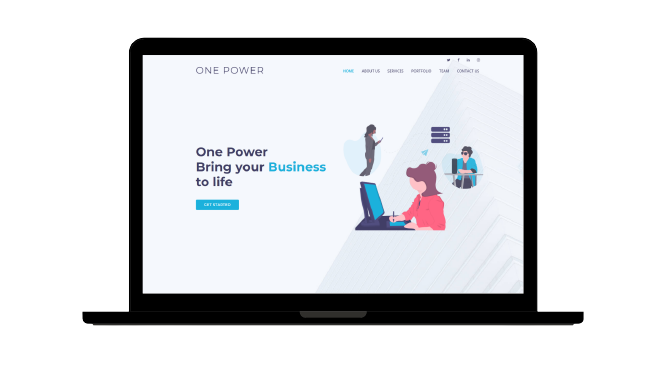 ONE POWER
HOME ABOUT US SERVICES PORTFOLIO TEAM CONTACT US
One Power
Bring your Business
to life
GET STARTED